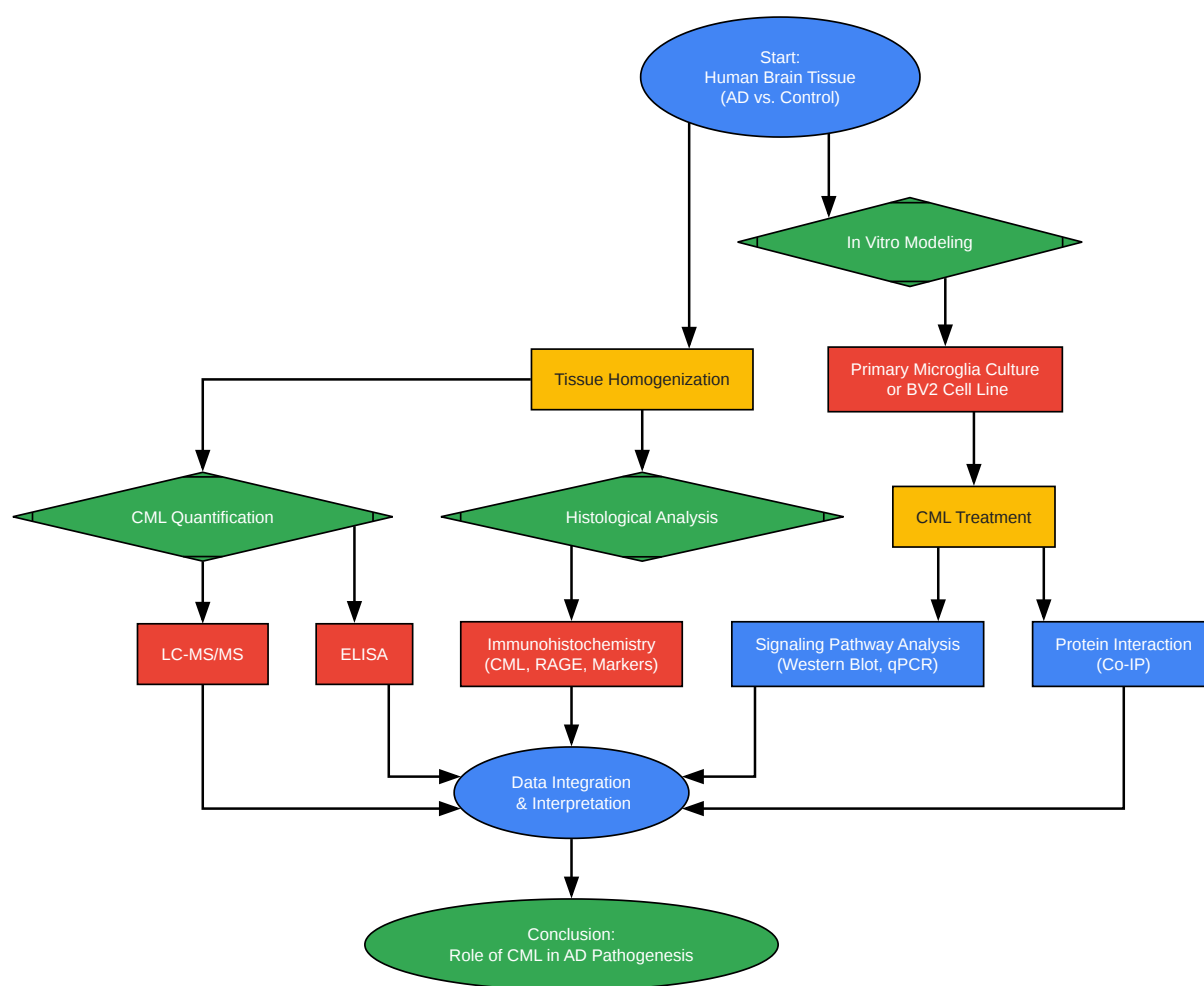 Start:
Human Brain Tissue
(AD vs. Control)
In Vitro Modeling
Tissue Homogenization
Primary Microglia Culture
or BV2 Cell Line
CML Quantification
Histological Analysis
CML Treatment
LC-MS/MS
ELISA
Immunohistochemistry
(CML, RAGE, Markers)
Signaling Pathway Analysis
(Western Blot, qPCR)
Protein Interaction
(Co-IP)
Data Integration
& Interpretation
Conclusion:
Role of CML in AD Pathogenesis